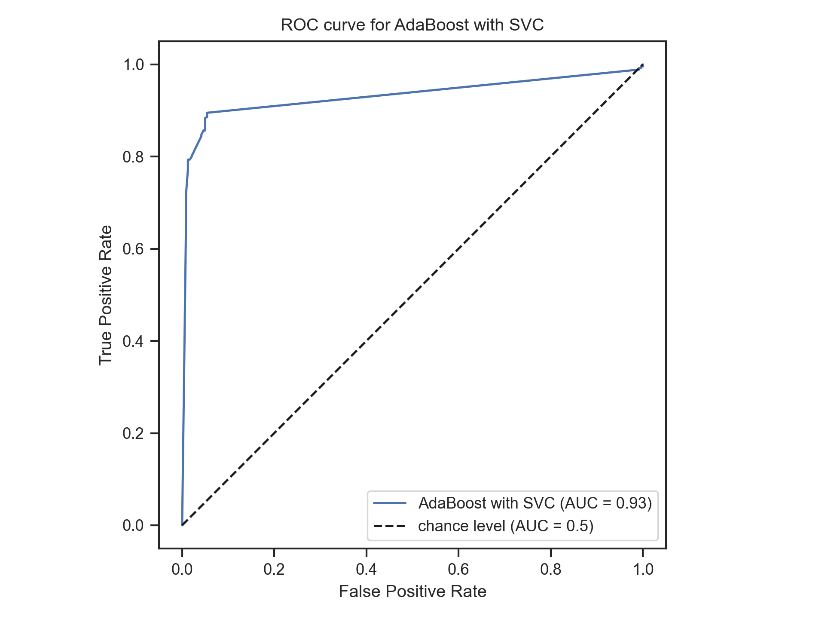 ROC curve for AdaBoost with SVC
1.0
0.8
0.6
0.4
0.2
0.0
True Positive Rate
AdaBoost with SVC (AUC = 0.93)
chance level (AUC = 0.5)
0.0 0.2 0.4 0.6 0.8 1.0
False Positive Rate